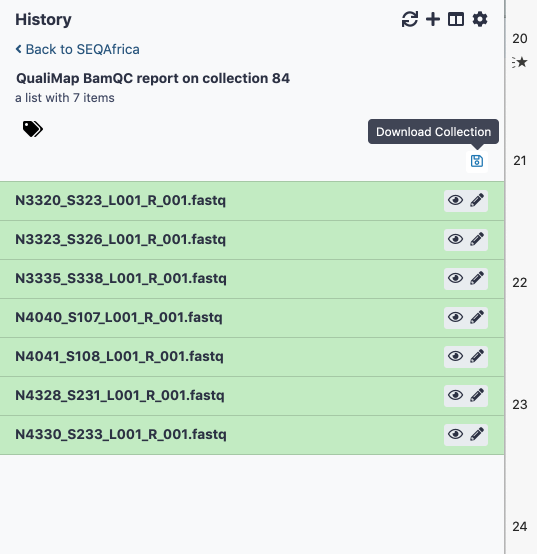 History
Back to SEQAfrica
QualiMap BamQC report on collection 84
a list with 7 items
Download Collection
N3320_S323_L001_R_001.fastq
N3323_S326_L001_R_001.fastq
N3335_S338_L001_R_001.fastq
N4040_S107_L001_R_001.fastq
N4041_S108_L001_R_001.fastq
N4328_S231_L001_R_001.fastq
N4330_S233_L001_R_001.fastq
20
21
22
23
24